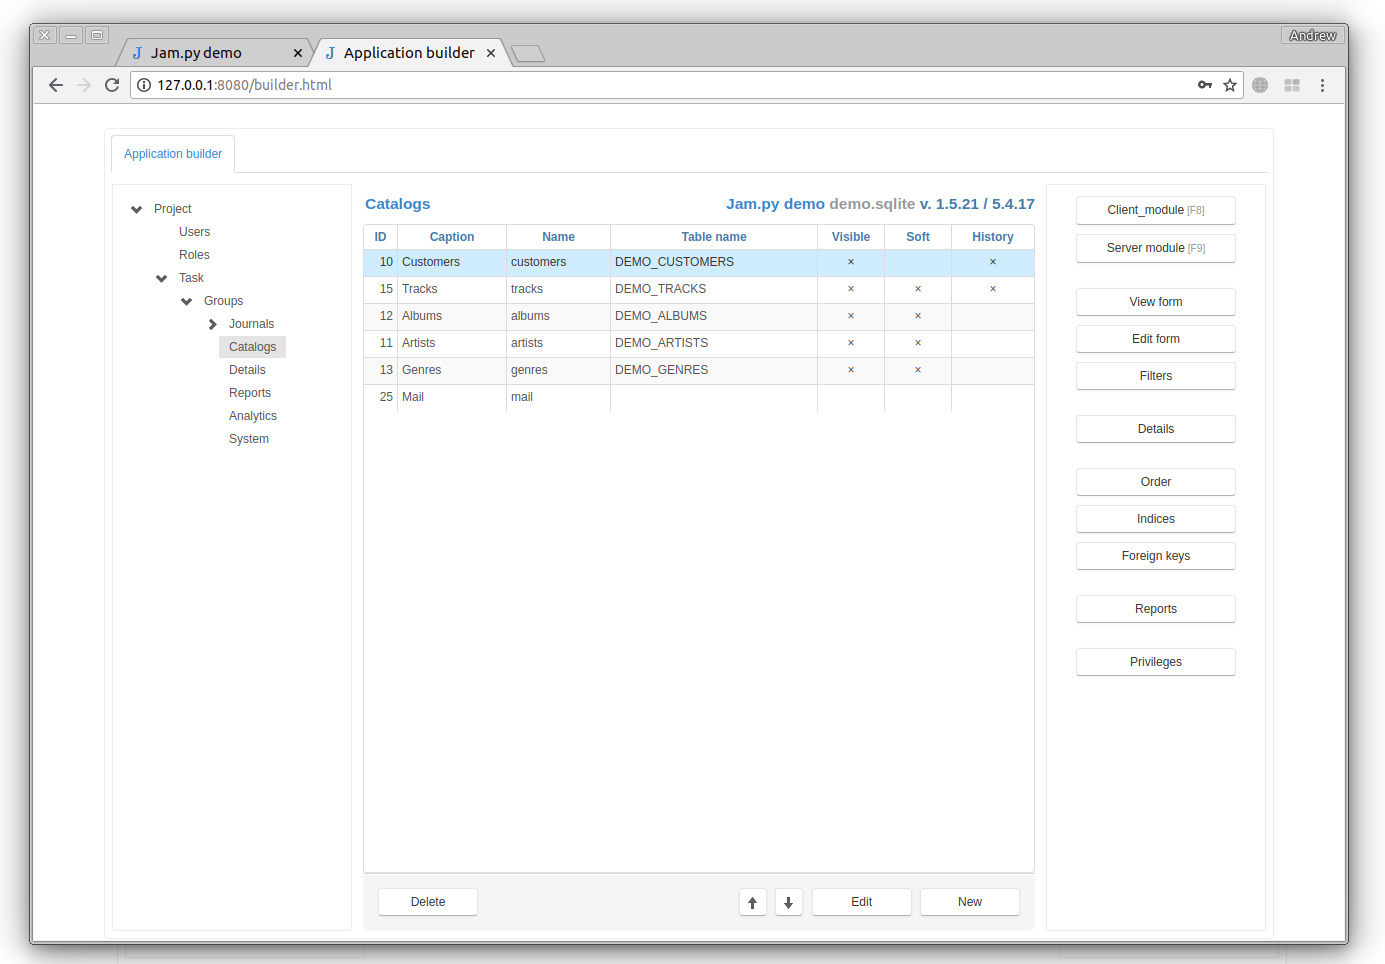 Andrew
Jam.py demo
Application builder
127.0.0.1:8080/builder.html
Application builder
Project
Users
Roles
Task
Groups
Journals
Catalogs
Details
Reports
Analytics
System
Catalogs
Jam.py demo demo.sqlite v. 1.5.21 / 5.4.17
ID Caption Name Table name Visible Soft History
10 Customers customers DEMO_CUSTOMERS × ×
15 Tracks tracks DEMO_TRACKS × × ×
12 Albums albums DEMO_ALBUMS × ×
11 Artists artists DEMO_ARTISTS × ×
13 Genres genres DEMO_GENRES × ×
25 Mail mail
Delete
Edit
New
Client_module [F8]
Server module [F9]
View form
Edit form
Filters
Details
Order
Indices
Foreign keys
Reports
Privileges